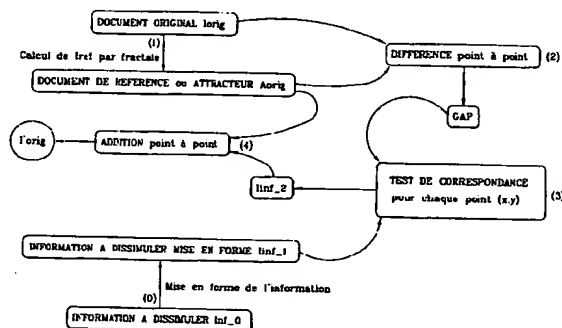 DOCUMENT ORIGINAL Iorig
(1)
Calcul de Iref par fractale
DIFFERENCE point à point
(2)
DOCUMENT DE REFERENCE OU ATTRACTEUR Aorig
GAP
I'orig
ADDITION point à point
(4)
TEST DE CORRESPONDANCE
pour chaque point (x,y)
(3)
Iinf_2
INFORMATION A DISSIMULER MISE EN FORME Iinf_1
Mise en forme de l'information
(0)
INFORMATION A DISSIMULER Inf_0